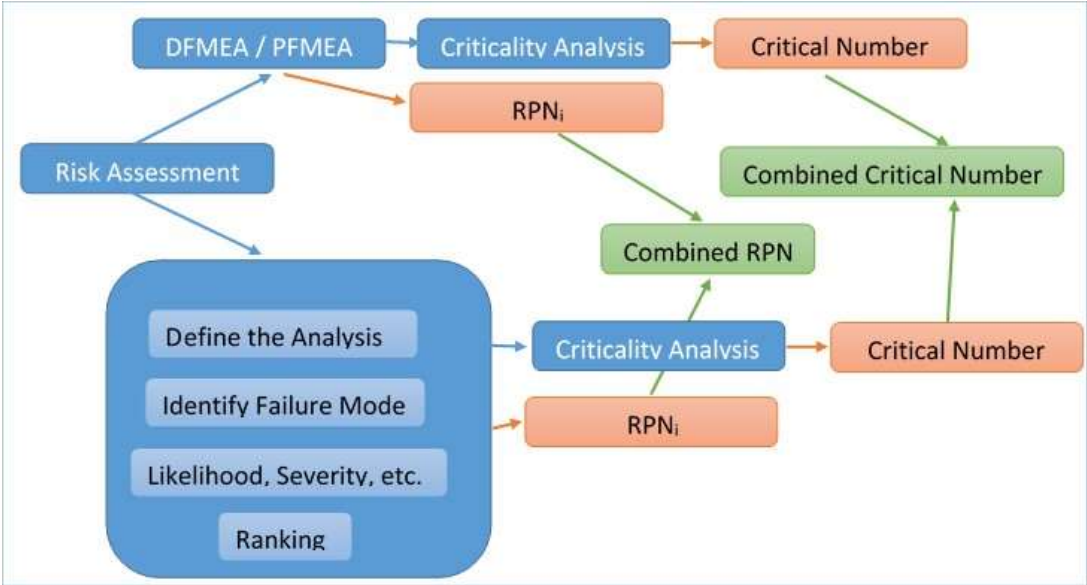 DFMEA / PFMEA
Criticality Analysis
Critical Number
RPNᵢ
Risk Assessment
Combined Critical Number
Combined RPN
Define the Analysis
Criticality Analysis
Critical Number
Identify Failure Mode
RPNᵢ
Likelihood, Severity, etc.
Ranking